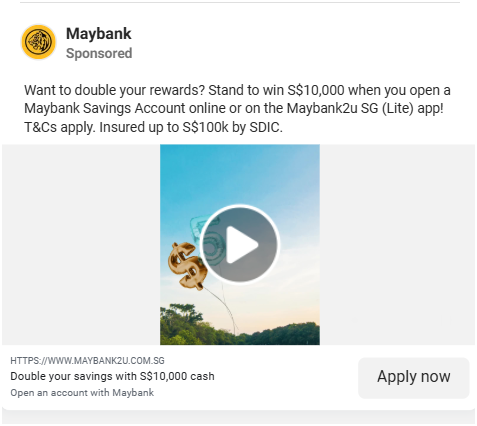 Maybank
Sponsored
Want to double your rewards? Stand to win S$10,000 when you open a
Maybank Savings Account online or on the Maybank2u SG (Lite) app!
T&Cs apply. Insured up to S$100k by SDIC.
$
HTTPS://WWW.MAYBANK2U.COM.SG
Double your savings with S$10,000 cash
Open an account with Maybank
Apply now